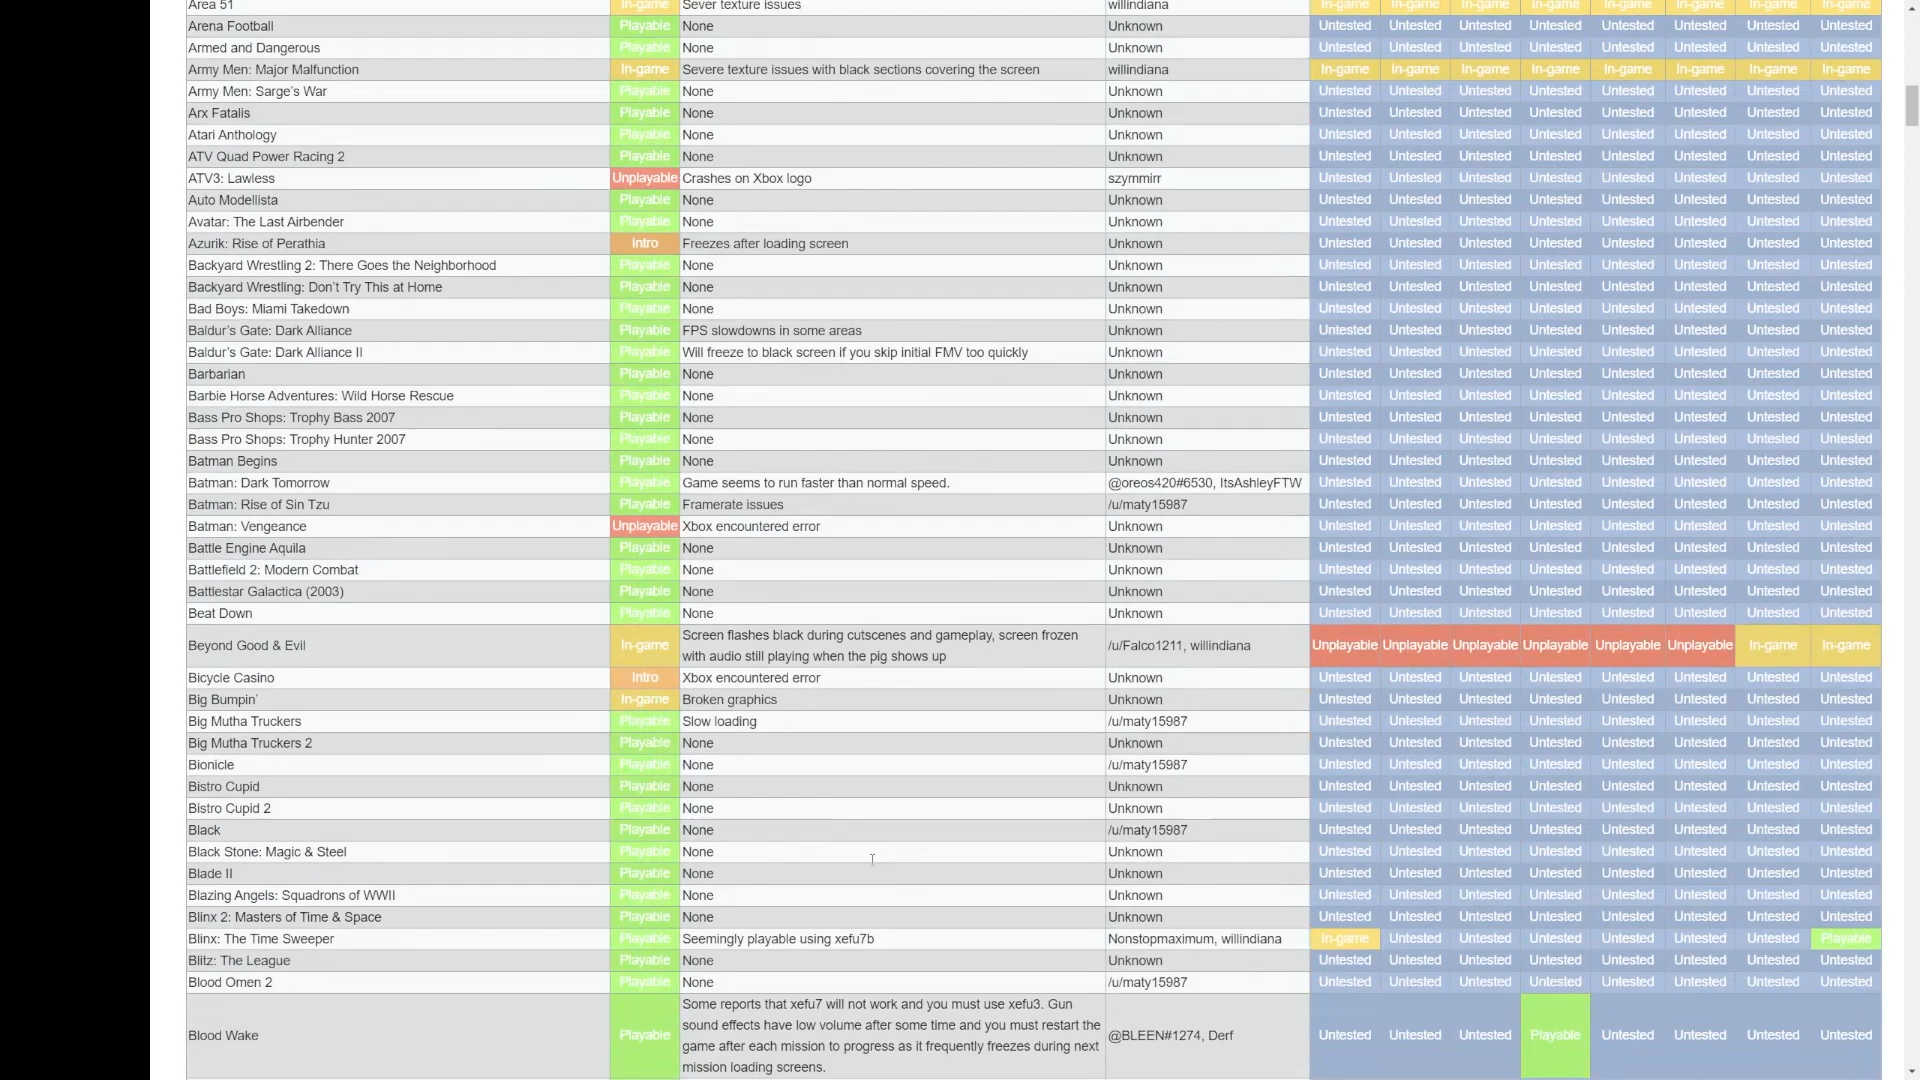 Area 51 In-game Sever texture issues willindiana In-game In-game In-game In-game In-game In-game In-game In-game
Arena Football Playable None Unknown Untested Untested Untested Untested Untested Untested Untested Untested
Armed and Dangerous Playable None Unknown Untested Untested Untested Untested Untested Untested Untested Untested
Army Men: Major Malfunction In-game Severe texture issues with black sections covering the screen willindiana In-game In-game In-game In-game In-game In-game In-game In-game
Army Men: Sarge's War Playable None Unknown Untested Untested Untested Untested Untested Untested Untested Untested
Arx Fatalis Playable None Unknown Untested Untested Untested Untested Untested Untested Untested Untested
Atari Anthology Playable None Unknown Untested Untested Untested Untested Untested Untested Untested Untested
ATV Quad Power Racing 2 Playable None Unknown Untested Untested Untested Untested Untested Untested Untested Untested
ATV3: Lawless Unplayable Crashes on Xbox logo szymmirr Untested Untested Untested Untested Untested Untested Untested Untested
Auto Modellista Playable None Unknown Untested Untested Untested Untested Untested Untested Untested Untested
Avatar: The Last Airbender Playable None Unknown Untested Untested Untested Untested Untested Untested Untested Untested
Azurik: Rise of Perathia Intro Freezes after loading screen Unknown Untested Untested Untested Untested Untested Untested Untested Untested
Backyard Wrestling 2: There Goes the Neighborhood Playable None Unknown Untested Untested Untested Untested Untested Untested Untested Untested
Backyard Wrestling: Don't Try This at Home Playable None Unknown Untested Untested Untested Untested Untested Untested Untested Untested
Bad Boys: Miami Takedown Playable None Unknown Untested Untested Untested Untested Untested Untested Untested Untested
Baldur's Gate: Dark Alliance Playable FPS slowdowns in some areas Unknown Untested Untested Untested Untested Untested Untested Untested Untested
Baldur's Gate: Dark Alliance II Playable Will freeze to black screen if you skip initial FMV too quickly Unknown Untested Untested Untested Untested Untested Untested Untested Untested
Barbarian Playable None Unknown Untested Untested Untested Untested Untested Untested Untested Untested
Barbie Horse Adventures: Wild Horse Rescue Playable None Unknown Untested Untested Untested Untested Untested Untested Untested Untested
Bass Pro Shops: Trophy Bass 2007 Playable None Unknown Untested Untested Untested Untested Untested Untested Untested Untested
Bass Pro Shops: Trophy Hunter 2007 Playable None Unknown Untested Untested Untested Untested Untested Untested Untested Untested
Batman Begins Playable None Unknown Untested Untested Untested Untested Untested Untested Untested Untested
Batman: Dark Tomorrow Playable Game seems to run faster than normal speed. @oreos420#6530, ItsAshleyFTW Untested Untested Untested Untested Untested Untested Untested Untested
Batman: Rise of Sin Tzu Playable Framerate issues /u/maty15987 Untested Untested Untested Untested Untested Untested Untested Untested
Batman: Vengeance Unplayable Xbox encountered error Unknown Untested Untested Untested Untested Untested Untested Untested Untested
Battle Engine Aquila Playable None Unknown Untested Untested Untested Untested Untested Untested Untested Untested
Battlefield 2: Modern Combat Playable None Unknown Untested Untested Untested Untested Untested Untested Untested Untested
Battlestar Galactica (2003) Playable None Unknown Untested Untested Untested Untested Untested Untested Untested Untested
Beat Down Playable None Unknown Untested Untested Untested Untested Untested Untested Untested Untested
Screen flashes black during cutscenes and gameplay, screen frozen
Beyond Good & Evil In-game /u/Falco1211, willindiana Unplayable Unplayable Unplayable Unplayable Unplayable Unplayable In-game In-game
with audio still playing when the pig shows up
Bicycle Casino Intro Xbox encountered error Unknown Untested Untested Untested Untested Untested Untested Untested Untested
Big Bumpin' In-game Broken graphics Unknown Untested Untested Untested Untested Untested Untested Untested Untested
Big Mutha Truckers Playable Slow loading /u/maty15987 Untested Untested Untested Untested Untested Untested Untested Untested
Big Mutha Truckers 2 Playable None Unknown Untested Untested Untested Untested Untested Untested Untested Untested
Bionicle Playable None /u/maty15987 Untested Untested Untested Untested Untested Untested Untested Untested
Bistro Cupid Playable None Unknown Untested Untested Untested Untested Untested Untested Untested Untested
Bistro Cupid 2 Playable None Unknown Untested Untested Untested Untested Untested Untested Untested Untested
Black Playable None /u/maty15987 Untested Untested Untested Untested Untested Untested Untested Untested
Black Stone: Magic & Steel Playable None Unknown Untested Untested Untested Untested Untested Untested Untested Untested
Blade II Playable None Unknown Untested Untested Untested Untested Untested Untested Untested Untested
Blazing Angels: Squadrons of WWII Playable None Unknown Untested Untested Untested Untested Untested Untested Untested Untested
Blinx 2: Masters of Time & Space Playable None Unknown Untested Untested Untested Untested Untested Untested Untested Untested
Blinx: The Time Sweeper Playable Seemingly playable using xefu7b Nonstopmaximum, willindiana In-game Untested Untested Untested Untested Untested Untested Playable
Blitz: The League Playable None Unknown Untested Untested Untested Untested Untested Untested Untested Untested
Blood Omen 2 Playable None /u/maty15987 Untested Untested Untested Untested Untested Untested Untested Untested
Some reports that xefu7 will not work and you must use xefu3. Gun
sound effects have low volume after some time and you must restart the
Blood Wake Playable @BLEEN#1274, Derf Untested Untested Untested Playable Untested Untested Untested Untested
game after each mission to progress as it frequently freezes during next
mission loading screens.